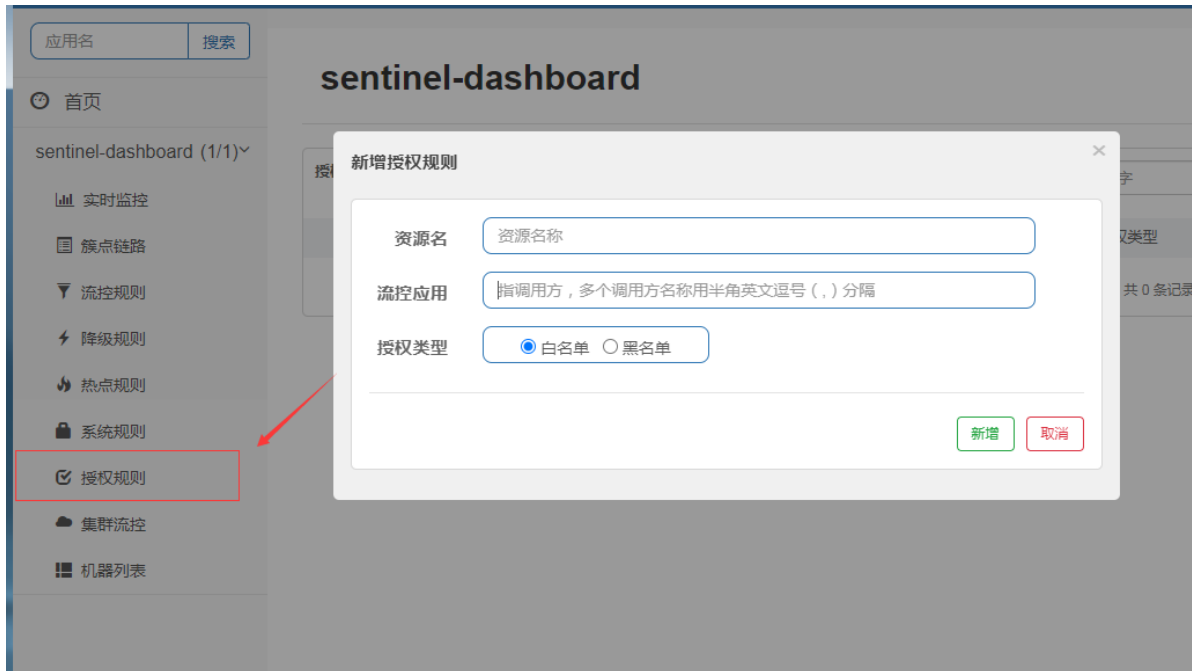 应用名 搜索
首页
sentinel-dashboard (1/1)
实时监控
簇点链路
流控规则
降级规则
热点规则
系统规则
授权规则
集群流控
机器列表
sentinel-dashboard
新增授权规则 ×
资源名 资源名称
流控应用 指调用方，多个调用方名称用半角英文逗号（,）分隔
授权类型 白名单 黑名单
新增 取消
授
字
类型
共 0 条记录